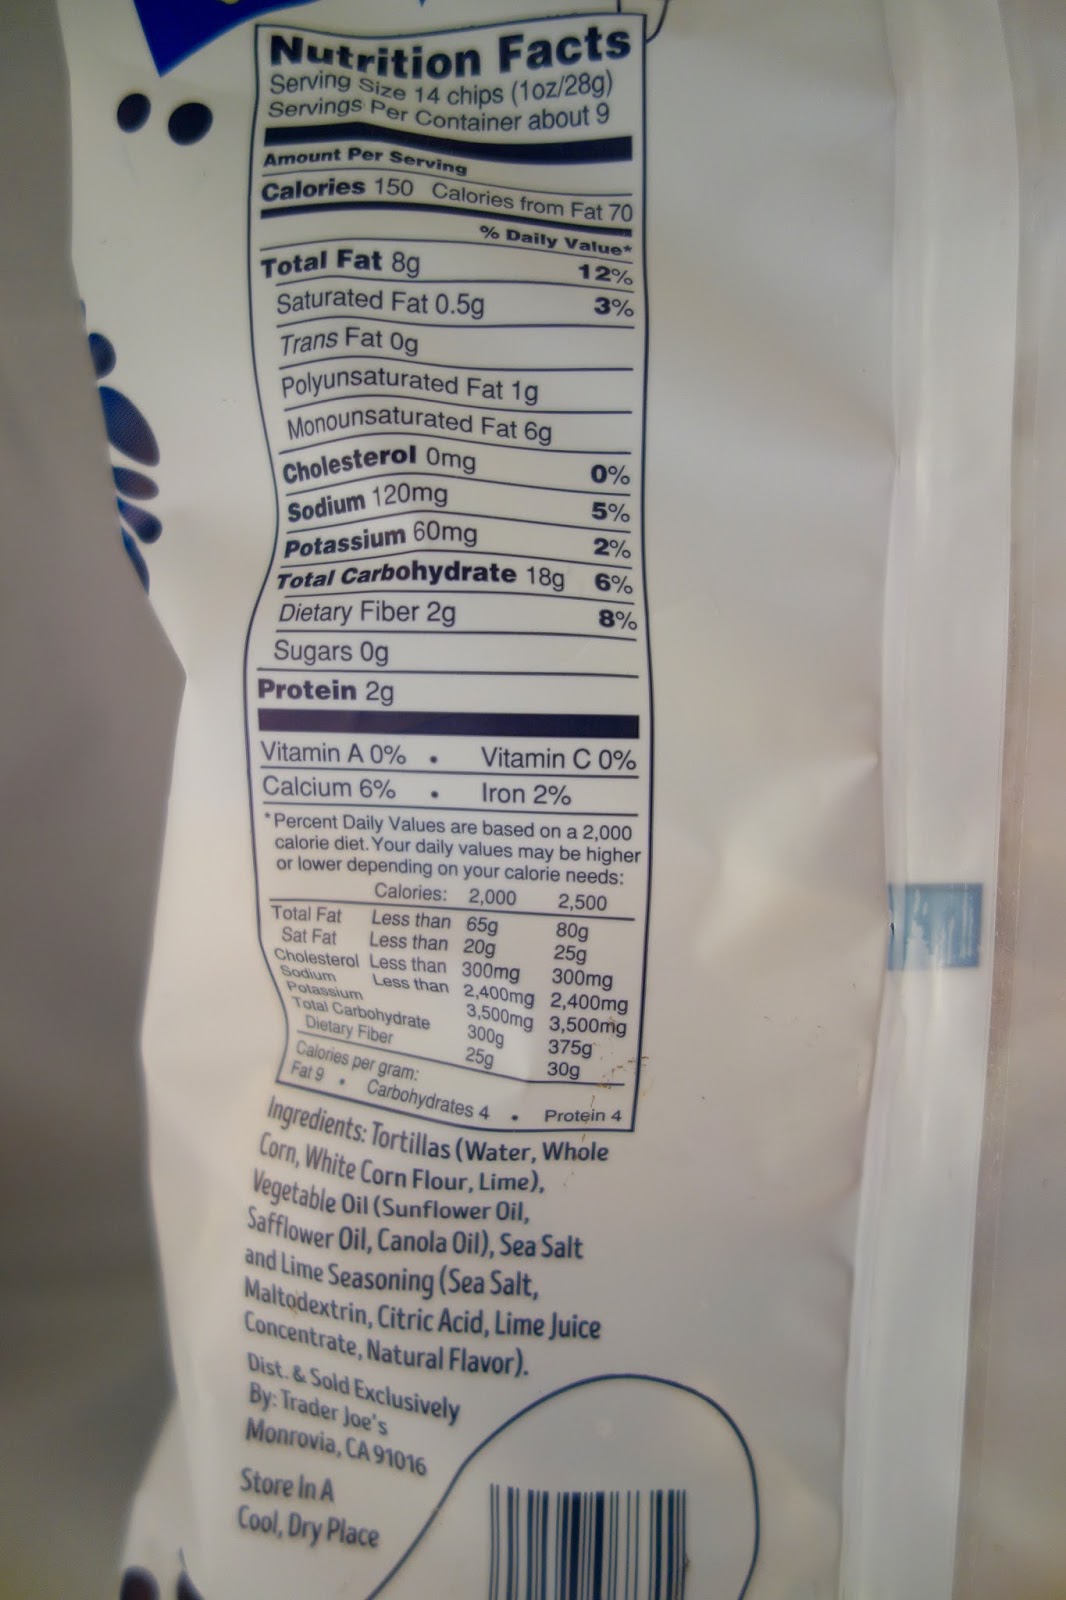 Nutrition Facts
Serving Size 14 chips (1oz/28g)
Servings Per Container about 9
Amount Per Serving
Calories 150 Calories from Fat 70
% Daily Value*
Total Fat 8g 12%
Saturated Fat 0.5g 3%
Trans Fat 0g
Polyunsaturated Fat 1g
Monounsaturated Fat 6g
Cholesterol 0mg 0%
Sodium 120mg 5%
Potassium 60mg 2%
Total Carbohydrate 18g 6%
Dietary Fiber 2g 8%
Sugars 0g
Protein 2g
Vitamin A 0% • Vitamin C 0%
Calcium 6% • Iron 2%
*Percent Daily Values are based on a 2,000
calorie diet. Your daily values may be higher
or lower depending on your calorie needs:
Calories: 2,000 2,500
Total Fat Less than 65g 80g
Sat Fat Less than 20g 25g
Cholesterol Less than 300mg 300mg
Sodium Less than 2,400mg 2,400mg
Potassium 3,500mg 3,500mg
Total Carbohydrate 300g 375g
Dietary Fiber 25g 30g
Calories per gram:
Fat 9 • Carbohydrates 4 • Protein 4
Ingredients: Tortillas (Water, Whole
Corn, White Corn Flour, Lime),
Vegetable Oil (Sunflower Oil,
Safflower Oil, Canola Oil), Sea Salt
and Lime Seasoning (Sea Salt,
Maltodextrin, Citric Acid, Lime Juice
Concentrate, Natural Flavor).
Dist. & Sold Exclusively
By: Trader Joe's
Monrovia, CA 91016
Store In A
Cool, Dry Place